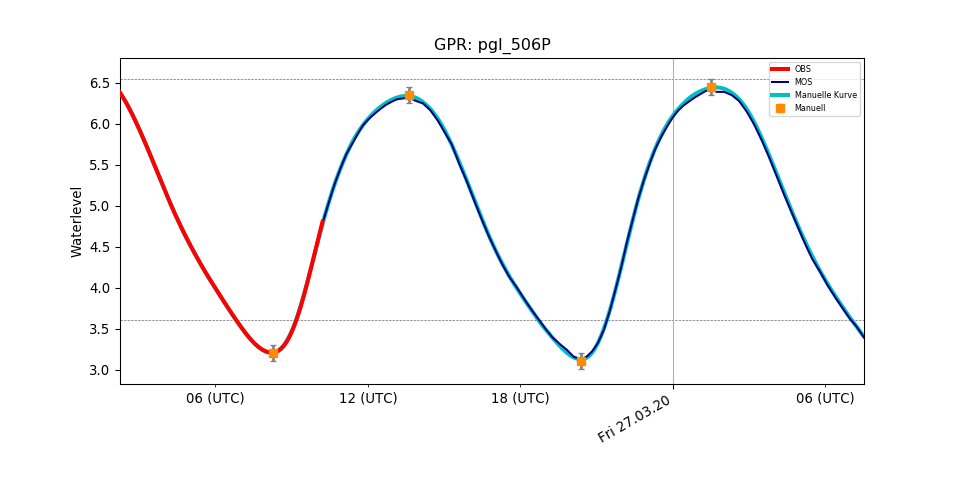 GPR: pgl_506P
OBS
MOS
Manuelle Kurve
Manuell
Waterlevel
6.5
6.0
5.5
5.0
4.5
4.0
3.5
3.0
06 (UTC)
12 (UTC)
18 (UTC)
Fri 27.03.20
06 (UTC)